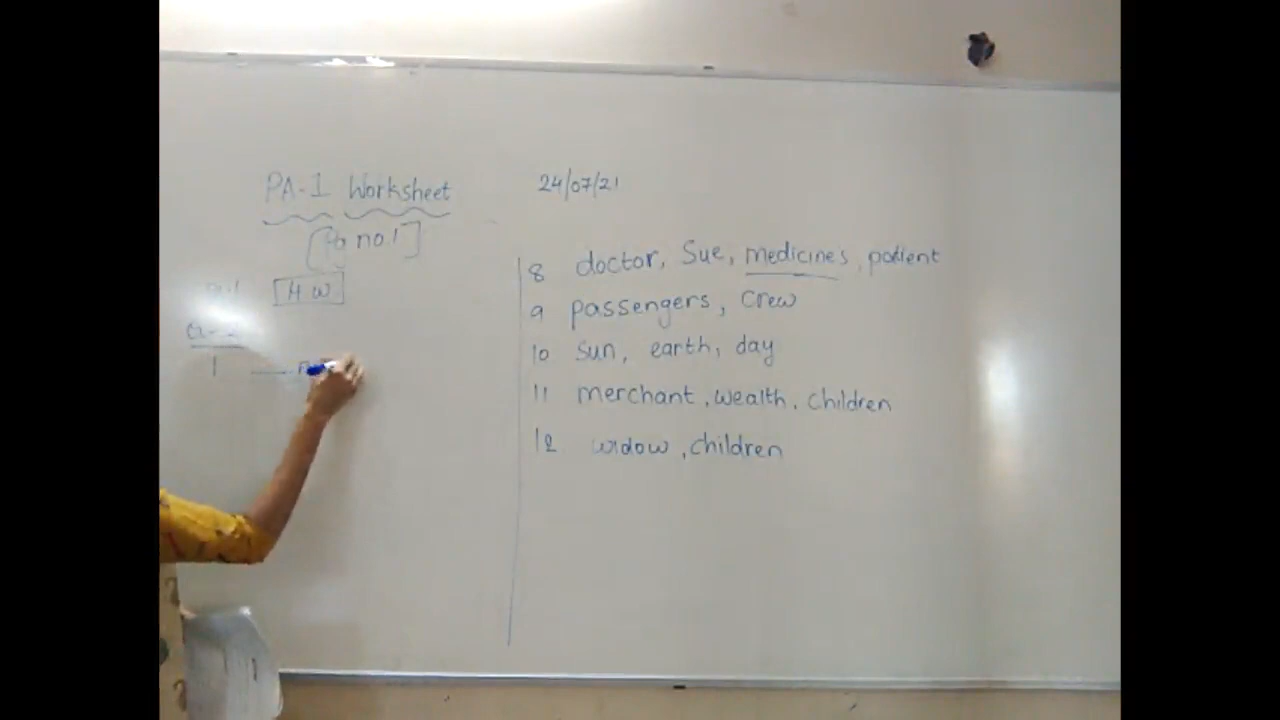 PA-1 Worksheet
24/07/21
[Pg no.1]
H W
1
8 doctor, Sue, medicines, patient
9 passengers, crew
10 sun, earth, day
11 merchant, wealth, children
12 widow, children